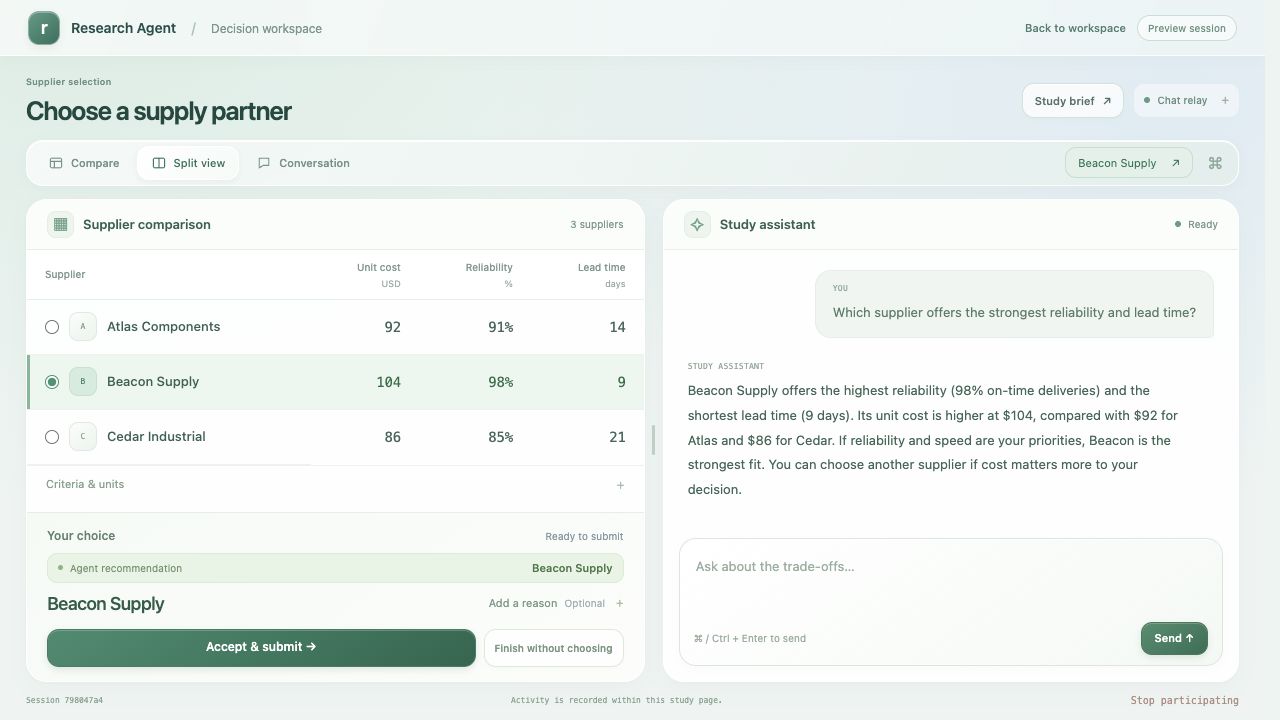 r Research Agent / Decision workspace
Back to workspace Preview session
Supplier selection
Choose a supply partner
Study brief ↗ Chat relay +
Compare Split view Conversation
Beacon Supply ↗ ⌘
Supplier comparison 3 suppliers
Supplier Unit cost USD Reliability % Lead time days
A Atlas Components 92 91% 14
B Beacon Supply 104 98% 9
C Cedar Industrial 86 85% 21
Criteria & units +
Your choice Ready to submit
Agent recommendation Beacon Supply
Beacon Supply Add a reason Optional +
Accept & submit → Finish without choosing
Study assistant Ready
YOU
Which supplier offers the strongest reliability and lead time?
STUDY ASSISTANT
Beacon Supply offers the highest reliability (98% on-time deliveries) and the
shortest lead time (9 days). Its unit cost is higher at $104, compared with $92 for
Atlas and $86 for Cedar. If reliability and speed are your priorities, Beacon is the
strongest fit. You can choose another supplier if cost matters more to your
decision.
Ask about the trade-offs…
⌘ / Ctrl + Enter to send Send ↑
Session 798047a4 Activity is recorded within this study page. Stop participating